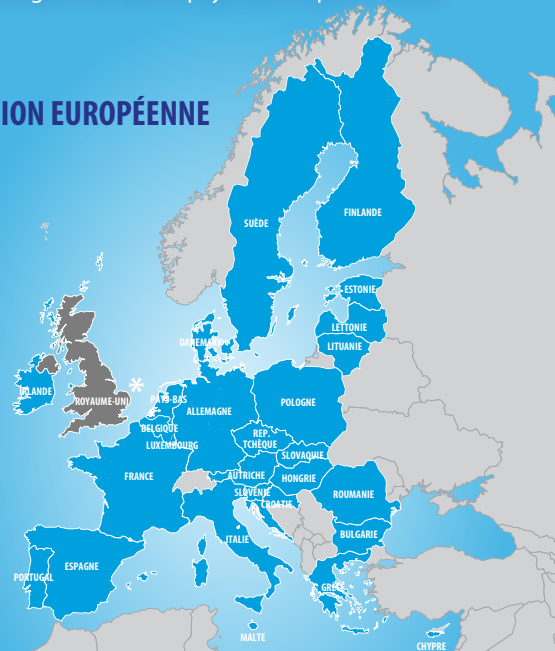 ION EUROPÉENNE
FINLANDE
SUÈDE
ESTONIE
LETTONIE
LITUANIE
DANEMARK
IRLANDE
ROYAUME-UNI
*
PAYS-BAS
ALLEMAGNE
POLOGNE
BELGIQUE
LUXEMBOURG
RÉP.
TCHÈQUE
SLOVAQUIE
FRANCE
AUTRICHE
HONGRIE
SLOVÉNIE
CROATIE
ROUMANIE
ITALIE
BULGARIE
PORTUGAL
ESPAGNE
GRÈCE
MALTE
CHYPRE